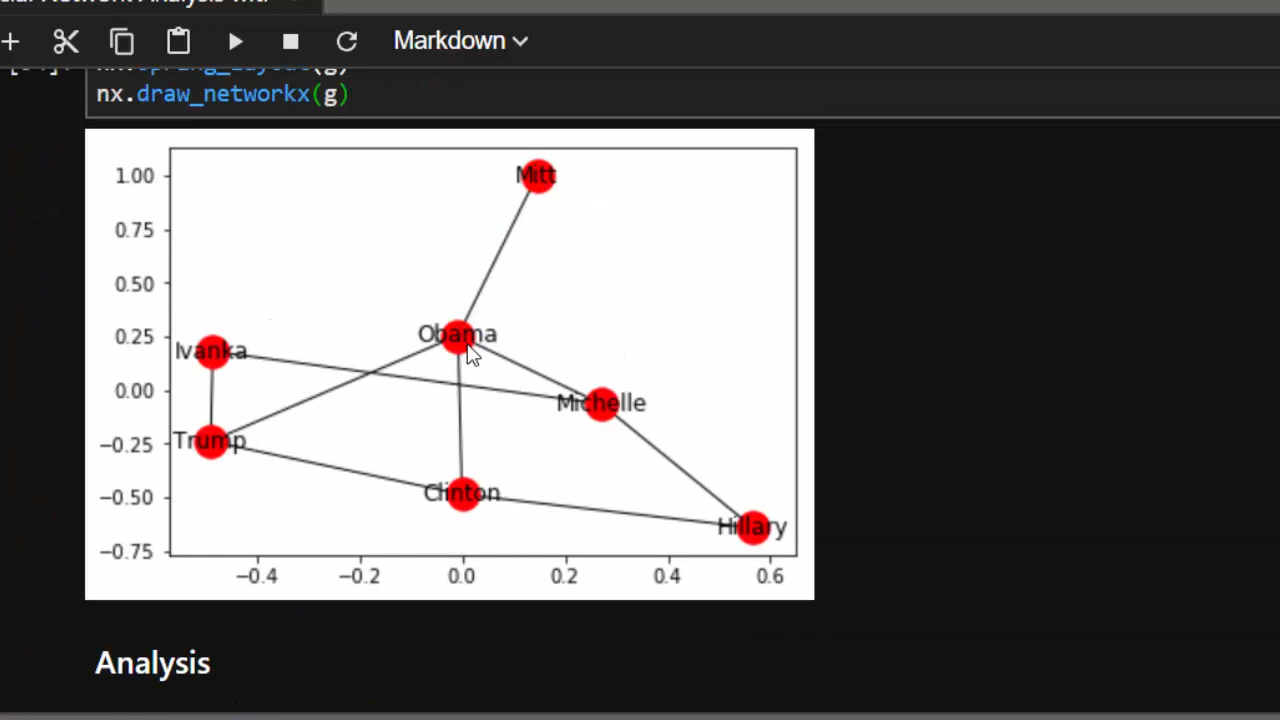 Markdown
nx.draw_networkx(g)
1.00
Mitt
0.75
0.50
0.25
Obama
Ivanka
0.00
Michelle
−0.25
Trump
−0.50
Clinton
Hillary
−0.75
−0.4 −0.2 0.0 0.2 0.4 0.6
Analysis